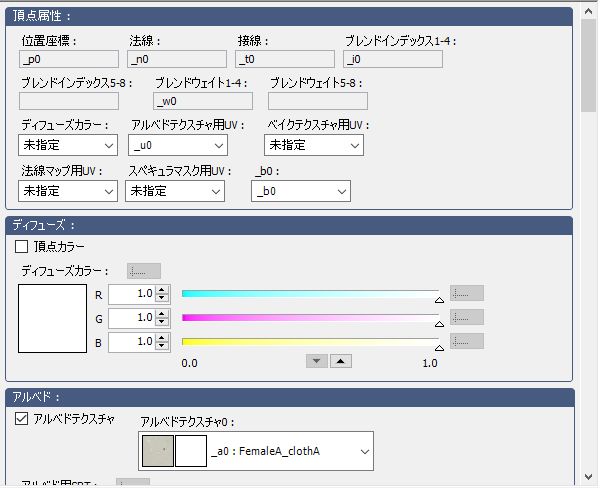 頂点属性：
位置座標： 法線： 接線： ブレンドインデックス1-4：
_p0 _n0 _t0 _i0
ブレンドインデックス5-8： ブレンドウェイト1-4： ブレンドウェイト5-8：
_w0
ディフューズカラー： アルベドテクスチャ用UV： ベイクテクスチャ用UV：
未指定 _u0 未指定
法線マップ用UV： スペキュラマスク用UV： _b0：
未指定 未指定 _b0
ディフューズ：
頂点カラー
ディフューズカラー：
R 1.0
G 1.0
B 1.0
0.0 1.0
アルベド：
アルベドテクスチャ アルベドテクスチャ0：
_a0 : FemaleA_clothA